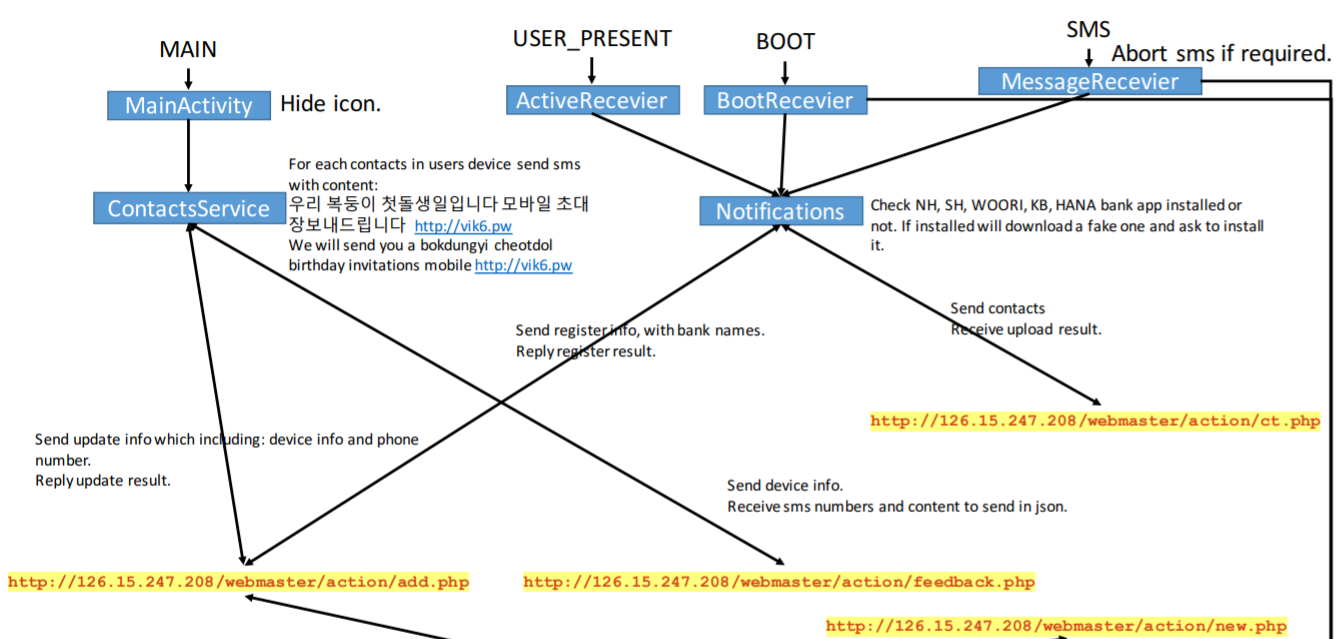 MAIN
USER_PRESENT
BOOT
SMS
Abort sms if required.
MainActivity
Hide icon.
ActiveRecevier
BootRecevier
MessageRecevier
For each contacts in users device send sms
with content:
우리 복둥이 첫돌생일입니다 모바일 초대
장보내드립니다 http://vik6.pw
We will send you a bokdungyi cheotdol
birthday invitations mobile http://vik6.pw
ContactsService
Notifications
Check NH, SH, WOORI, KB, HANA bank app installed or
not. If installed will download a fake one and ask to install
it.
Send register info, with bank names.
Reply register result.
Send contacts
Receive upload result.
http://126.15.247.208/webmaster/action/ct.php
Send update info which including: device info and phone
number.
Reply update result.
Send device info.
Receive sms numbers and content to send in json.
http://126.15.247.208/webmaster/action/add.php
http://126.15.247.208/webmaster/action/feedback.php
http://126.15.247.208/webmaster/action/new.php